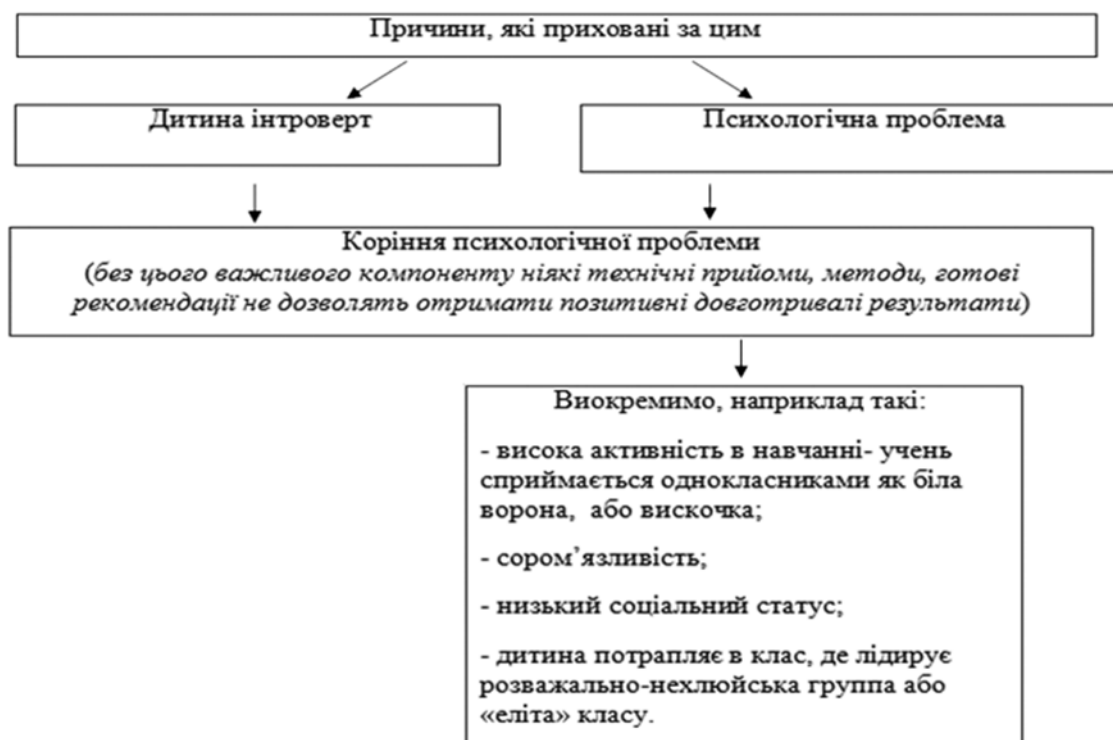 Причини, які приховані за цим
Дитина інтроверт
Психологічна проблема
Коріння психологічної проблеми
(без цього важливого компоненту ніякі технічні прийоми, методи, готові
рекомендації не дозволять отримати позитивні довготривалі результати)
Виокремимо, наприклад такі:
- висока активність в навчанні- учень
сприймається однокласниками як біла
ворона, або вискочка;
- сором’язливість;
- низький соціальний статус;
- дитина потрапляє в клас, де лідирує
розважально-нехлюйська группа або
«еліта» класу.